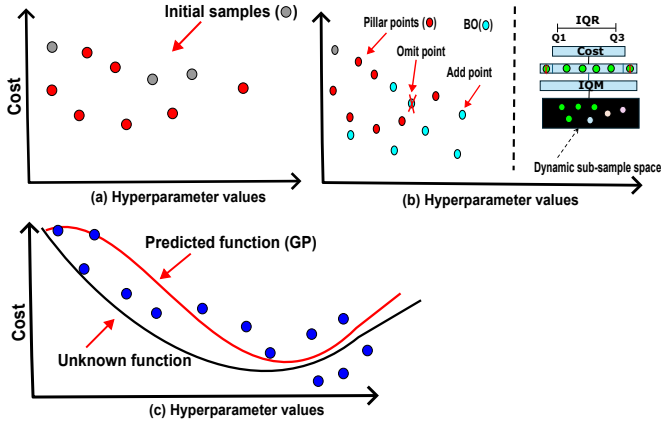 Initial samples ( )
Cost
(a) Hyperparameter values
Pillar points( )
BO( )
Omit point
Add point
(b) Hyperparameter values
IQR
Q1
Q3
Cost
IQM
Dynamic sub-sample space
Cost
Predicted function (GP)
Unknown function
(c) Hyperparameter values